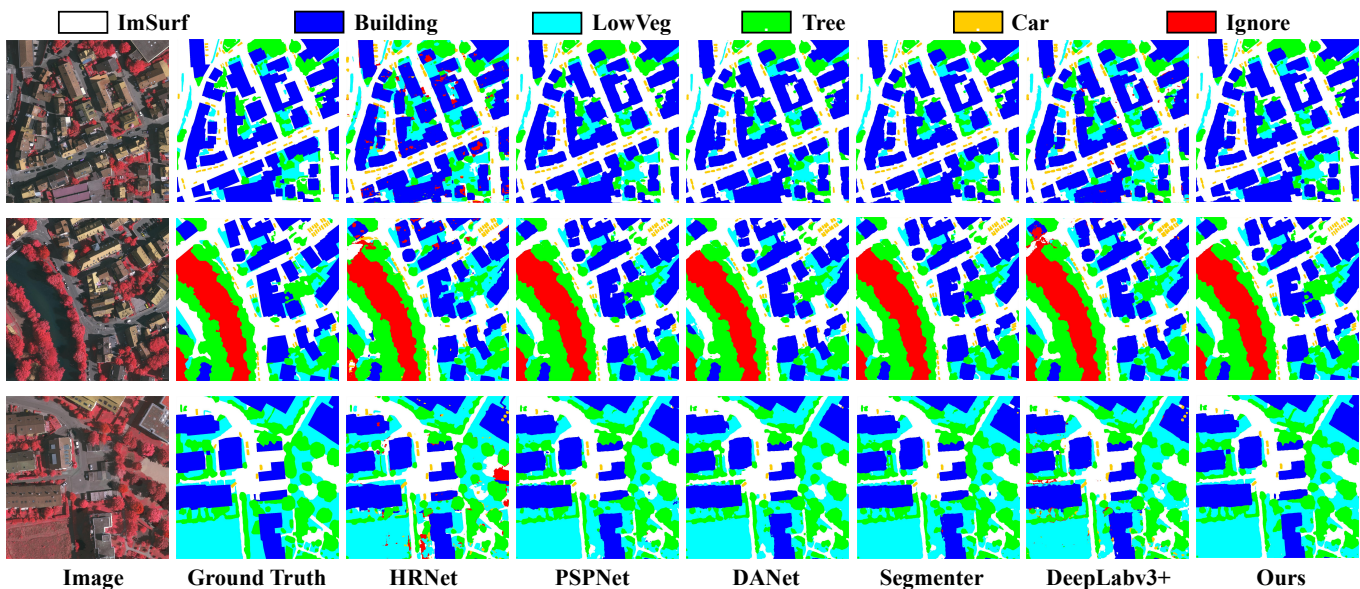 ImSurf Building LowVeg Tree Car Ignore
Image Ground Truth HRNet PSPNet DANet Segmenter DeepLabv3+ Ours